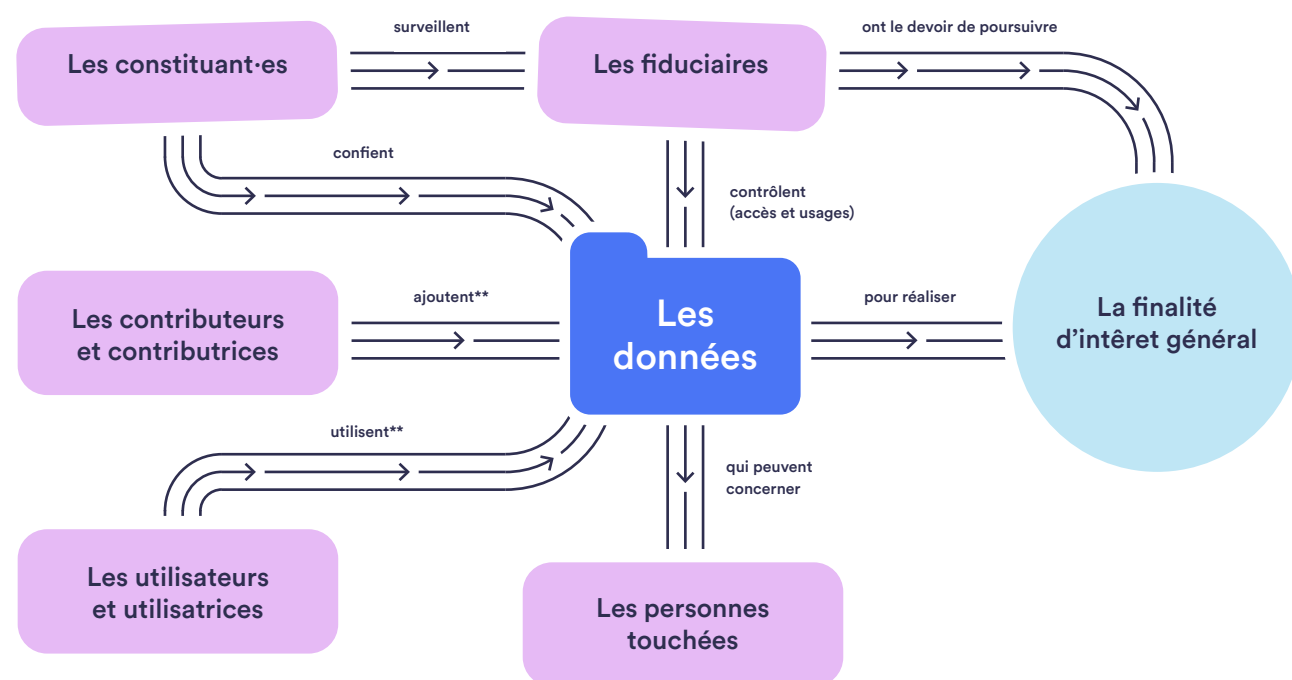 surveillent
ont le devoir de poursuivre
Les constituant·es
Les fiduciaires
confient
contrôlent
(accès et usages)
Les contributeurs
et contributrices
ajoutent**
Les
données
pour réaliser
La finalité
d’intêret général
utilisent**
qui peuvent
concerner
Les utilisateurs
et utilisatrices
Les personnes
touchées